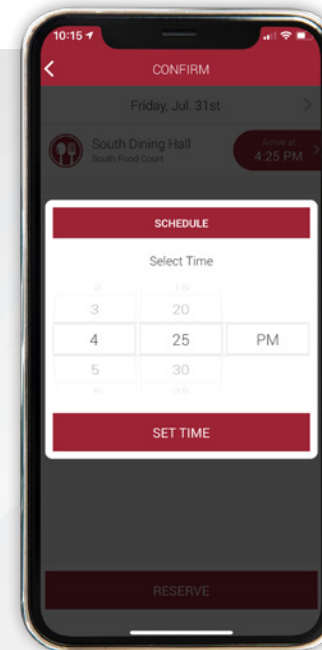 10:15
CONFIRM
Friday, Jul. 31st
South Dining Hall
South Food Court
Arrive at
4:25 PM
SCHEDULE
Select Time
3 20
4 25 PM
5 30
SET TIME
RESERVE